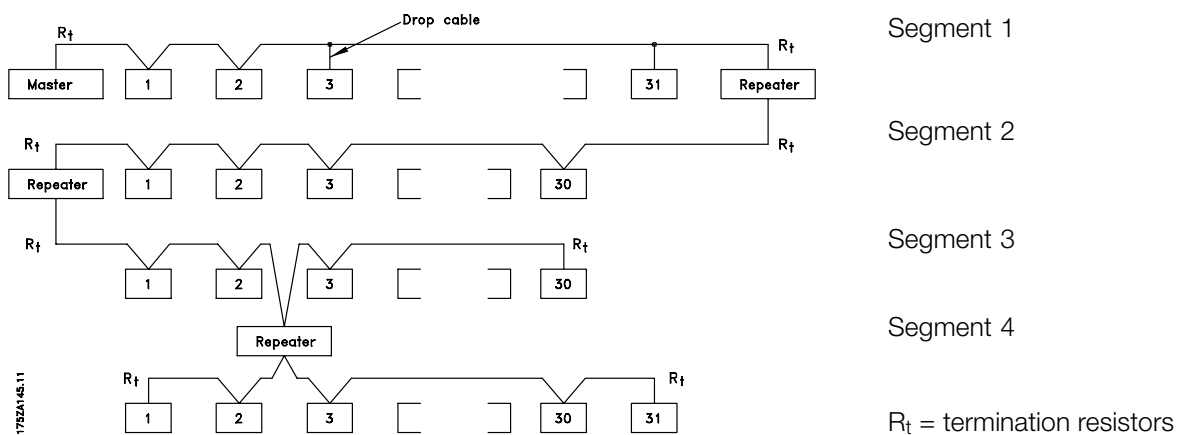 Drop cable
Rt Rt Segment 1
Master 1 2 3 31 Repeater
Rt Rt Segment 2
Repeater 1 2 3 30
Rt Rt Segment 3
1 2 3 30
Repeater Segment 4
Rt Rt
1 2 3 30 31
Rt = termination resistors
175ZA145.11